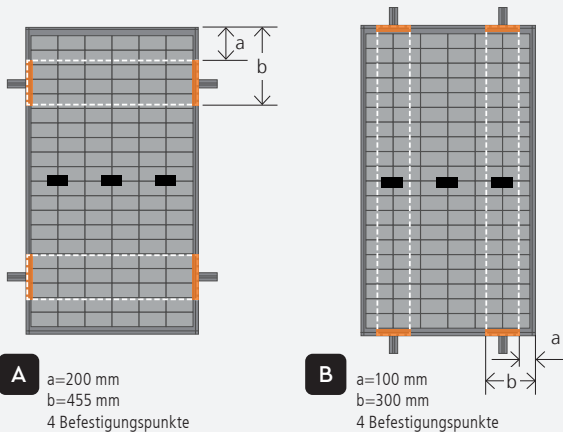 a
b
a
b
A
a=200 mm
b=455 mm
4 Befestigungspunkte
B
a=100 mm
b=300 mm
4 Befestigungspunkte